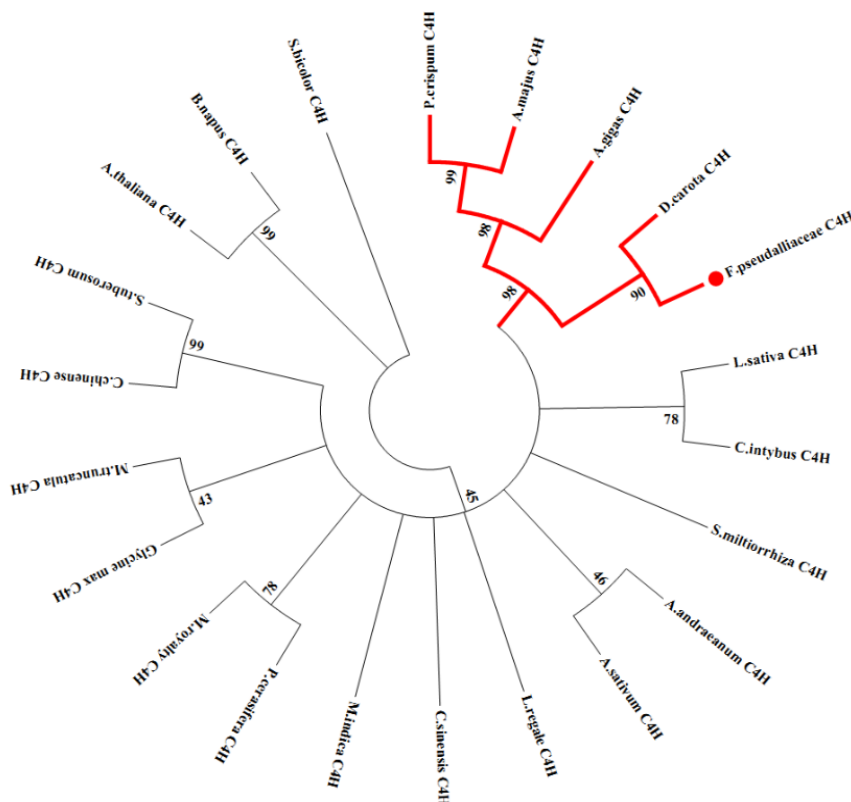 P.crispum C4H
A.majus C4H
A.gigas C4H
D.carota C4H
F.pseudalliaceae C4H
L.sativa C4H
C.intybus C4H
S.miltiorrhiza C4H
A.andraeanum C4H
A.sativum C4H
L.regale C4H
C.sinensis C4H
M.indica C4H
P.cerasifera C4H
M.royalty C4H
Glycine max C4H
M.truncatula C4H
C.chinense C4H
S.tuberosum C4H
A.thaliana C4H
B.napus C4H
S.bicolor C4H
99
98
98
90
78
46
45
78
43
99
99